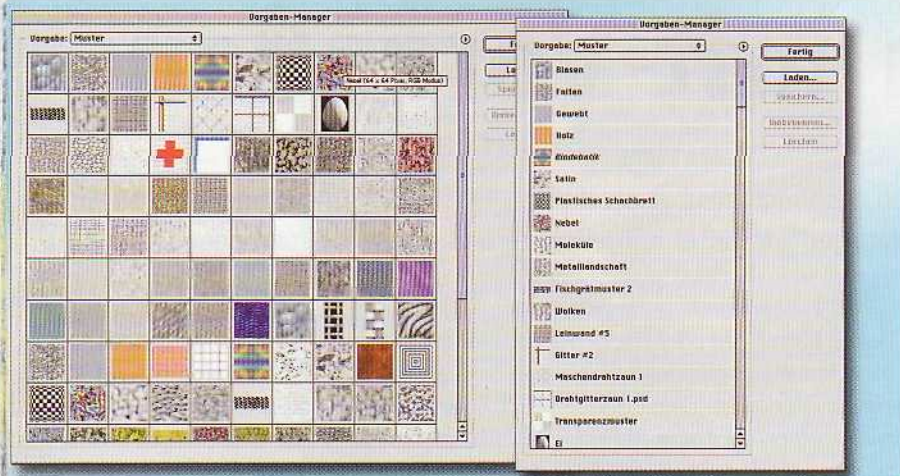 Vorgaben-Manager
Vorgabe: Muster
Nebel (64 x 64 Pixel, RGB Modus)
Vorgaben-Manager
Vorgabe: Muster
Fertig
Laden...
Speichern...
Umbenennen...
Löschen
Blasen
Falten
Gewebt
Holz
Bindebatik
Satin
Plastisches Schachbrett
Nebel
Moleküle
Metalllandschaft
Fischgrätmuster 2
Wolken
Leinwand #5
Gitter #2
Maschendrahtzaun 1
Drahtgitterzaun 1.psd
Transparenzmuster
Ei